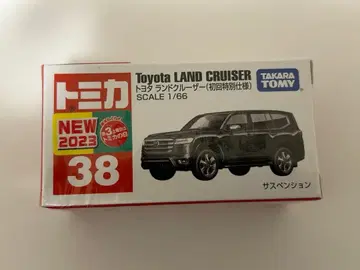 トミカ
NEW
2023
38
Toyota LAND CRUISER
トヨタ ランドクルーザー(初回特別仕様)
SCALE 1/66
TAKARA
TOMY
サスペンション